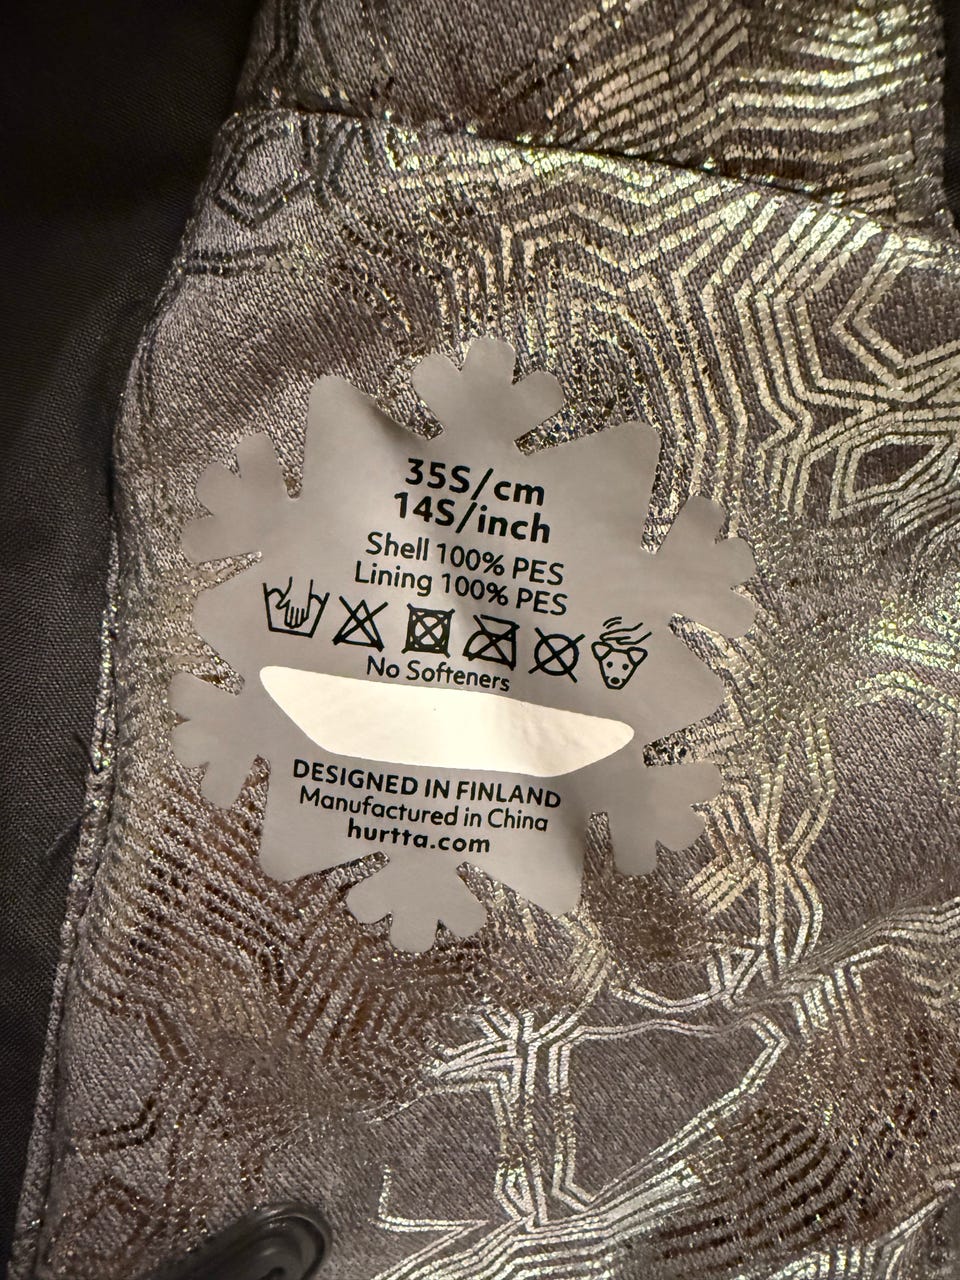 35S/cm
14S/inch
Shell 100% PES
Lining 100% PES
No Softeners
DESIGNED IN FINLAND
Manufactured in China
hurtta.com